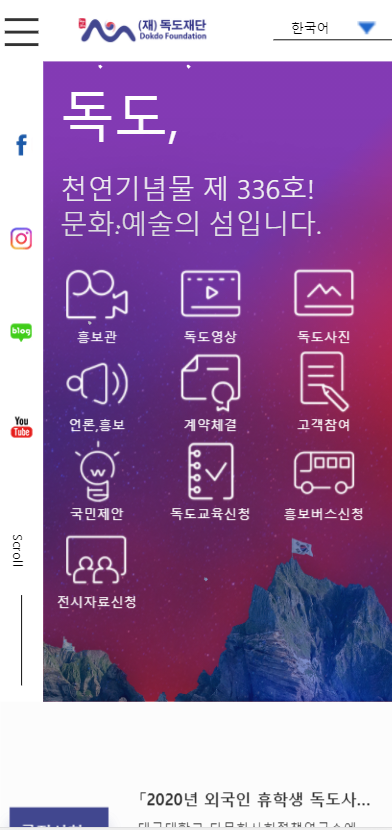 (재) 독도재단
Dokdo Foundation
한국어
독도,
천연기념물 제 336호!
문화·예술의 섬입니다.
blog
You
Tube
Scroll
홍보관
독도영상
독도사진
언론,홍보
계약체결
고객참여
국민제안
독도교육신청
홍보버스신청
전시자료신청
「2020년 외국인 휴학생 독도사...